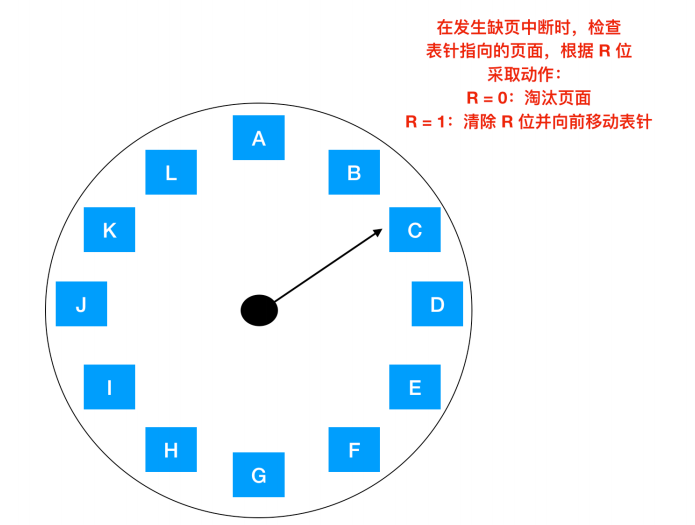 在发生缺页中断时，检查
表针指向的页面，根据 R 位
采取动作：
R = 0：淘汰页面
R = 1：清除 R 位并向前移动表针
A
B
C
D
E
F
G
H
I
J
K
L